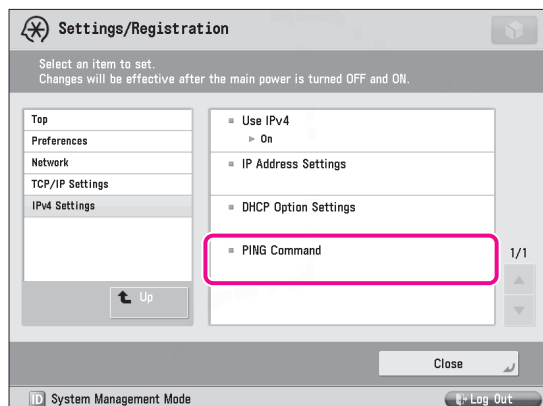 Settings/Registration
Select an item to set.
Changes will be effective after the main power is turned OFF and ON.
Top
Preferences
Network
TCP/IP Settings
IPv4 Settings
Up
Use IPv4
On
IP Address Settings
DHCP Option Settings
PING Command
1/1
Close
ID System Management Mode
Log Out